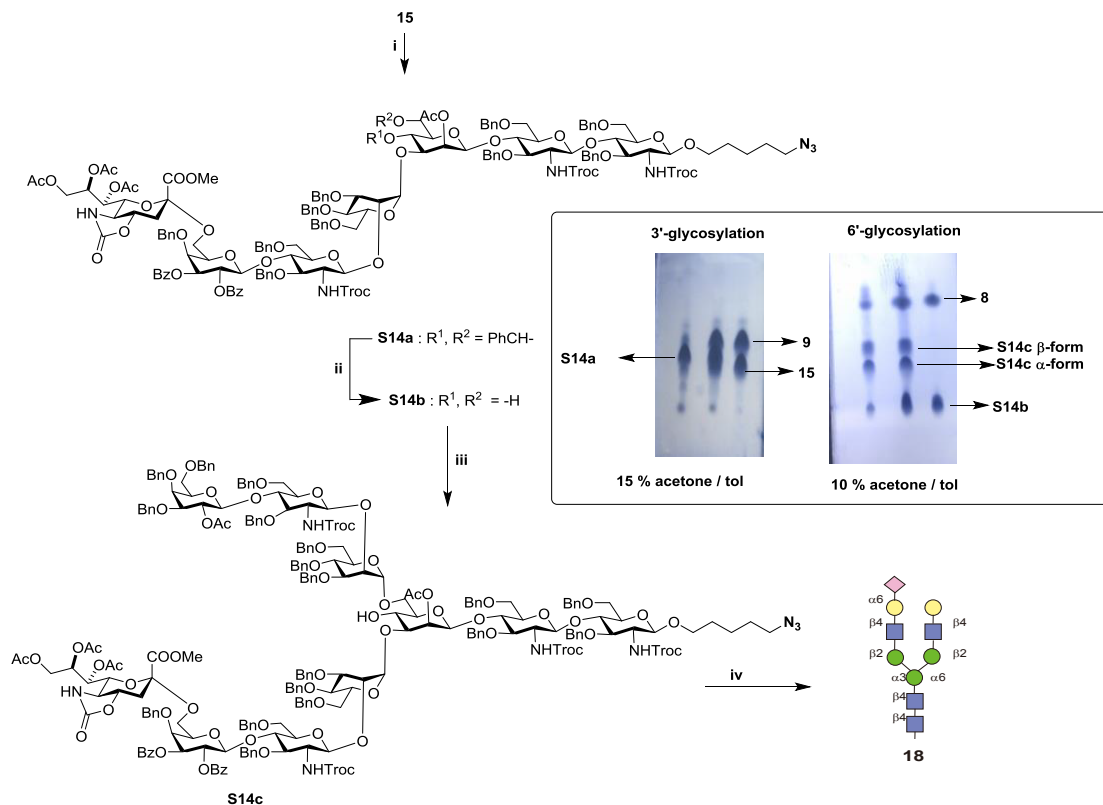 15
i
R²O AcO BnO BnO
R¹O O O O O O O O N₃
O BnO BnO
NHTroc NHTroc
OAc
AcO OAc COOMe BnO O
O BnO O
HN O BnO
O BnO O BnO O
O BnO O O O O O
BzO BnO
OBz NHTroc
3'-glycosylation 6'-glycosylation
8
S14c β-form
S14c α-form
S14b
9
15
S14a
15 % acetone / tol
10 % acetone / tol
S14a : R¹, R² = PhCH-
ii
S14b : R¹, R² = -H
iii
BnO OBn BnO
O O O O
BnO OAc BnO NHTroc
BnO
BnO O
BnO
O AcO BnO BnO
HO O O O O O O O N₃
O BnO BnO
NHTroc NHTroc
OAc
AcO OAc COOMe BnO O
O BnO O
HN O BnO
O BnO O BnO O
O BnO O O O O O
BzO BnO
OBz NHTroc
S14c
iv
α6
β4 β4
β2 β2
α3 α6
β4
β4
18